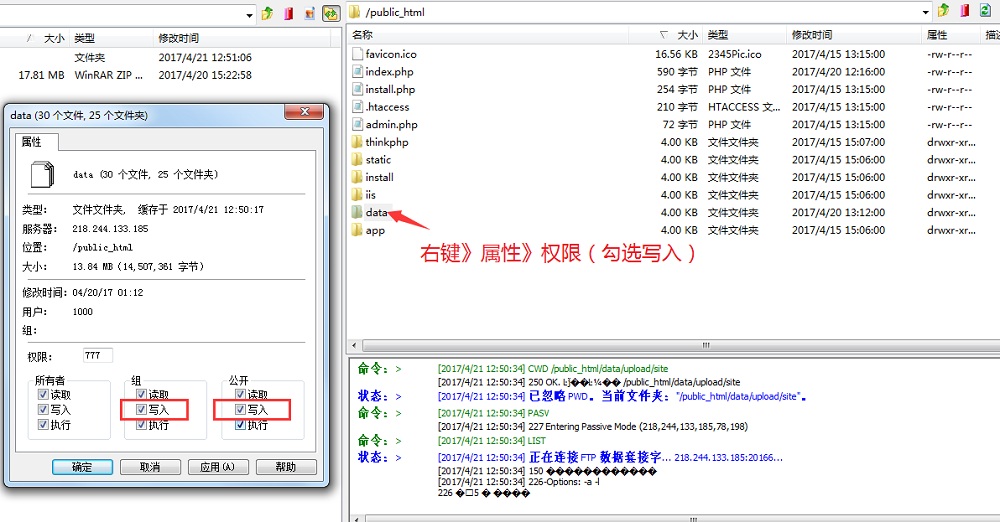 / 大小 类型 修改时间
文件夹 2017/4/21 12:51:06
17.81 MB WinRAR ZIP ... 2017/4/20 15:22:58
data (30 个文件, 25 个文件夹)
属性
data (30 个文件, 25 个文件夹)
类型: 文件文件夹, 缓存于 2017/4/21 12:50:17
服务器: 218.244.133.185
位置: /public_html
大小: 13.84 MB (14,507,361 字节)
修改时间: 04/20/17 01:12
用户: 1000
组:
权限: 777
所有者 组 公开
读取 读取 读取
写入 写入 写入
执行 执行 执行
确定 取消 应用(A) 帮助
/public_html
名称 大小 类型 修改时间 属性 描
favicon.ico 16.56 KB 2345Pic.ico 2017/4/15 13:15:00 -rw-r--r--
index.php 590 字节 PHP 文件 2017/4/20 12:16:00 -rw-r--r--
install.php 254 字节 PHP 文件 2017/4/15 13:15:00 -rw-r--r--
.htaccess 210 字节 HTACCESS 文... 2017/4/15 13:15:00 -rw-r--r--
admin.php 72 字节 PHP 文件 2017/4/15 13:15:00 -rw-r--r--
thinkphp 4.00 KB 文件文件夹 2017/4/15 15:07:00 drwxr-xr...
static 4.00 KB 文件文件夹 2017/4/15 15:06:00 drwxr-xr...
install 4.00 KB 文件文件夹 2017/4/15 15:06:00 drwxr-xr...
iis 4.00 KB 文件文件夹 2017/4/15 15:06:00 drwxr-xr...
data 4.00 KB 文件文件夹 2017/4/20 13:12:00 drwxr-xr...
app 4.00 KB 文件文件夹 2017/4/15 15:06:00 drwxr-xr...
右键》属性》权限（勾选写入）
命令: > [2017/4/21 12:50:34] CWD /public_html/data/upload/site
[2017/4/21 12:50:34] 250 OK. /public_html/data/upload/site
状态: > [2017/4/21 12:50:34] 已忽略 PWD。当前文件夹: "/public_html/data/upload/site"。
命令: > [2017/4/21 12:50:34] PASV
[2017/4/21 12:50:34] 227 Entering Passive Mode (218,244,133,185,78,198)
命令: > [2017/4/21 12:50:34] LIST
状态: > [2017/4/21 12:50:34] 正在连接 FTP 数据套接字... 218.244.133.185:20166...
[2017/4/21 12:50:34] 150 ��������������
[2017/4/21 12:50:34] 226-Options: -a -l
226 �5 � ����